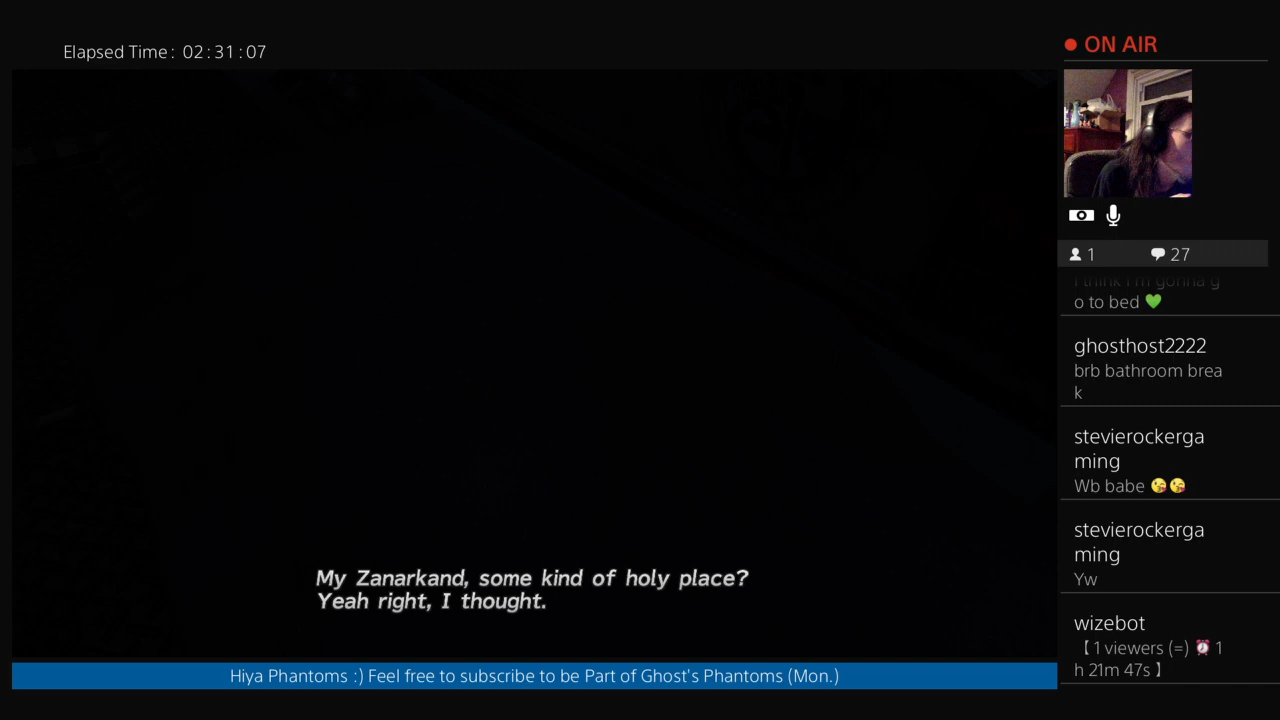 Elapsed Time: 02:31:07
ON AIR
1 27
I think I'm gonna g
o to bed 💚
ghosthost2222
brb bathroom brea
k
stevierockerga
ming
Wb babe 😘😘
stevierockerga
ming
Yw
wizebot
【1 viewers (=) ⏰ 1
h 21m 47s】
My Zanarkand, some kind of holy place?
Yeah right, I thought.
Hiya Phantoms :) Feel free to subscribe to be Part of Ghost's Phantoms (Mon.)